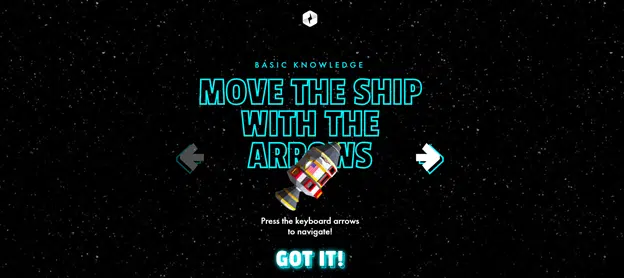 BASIC KNOWLEDGE
MOVE THE SHIP
WITH THE
ARROWS
Press the keyboard arrows
to navigate!
GOT IT!